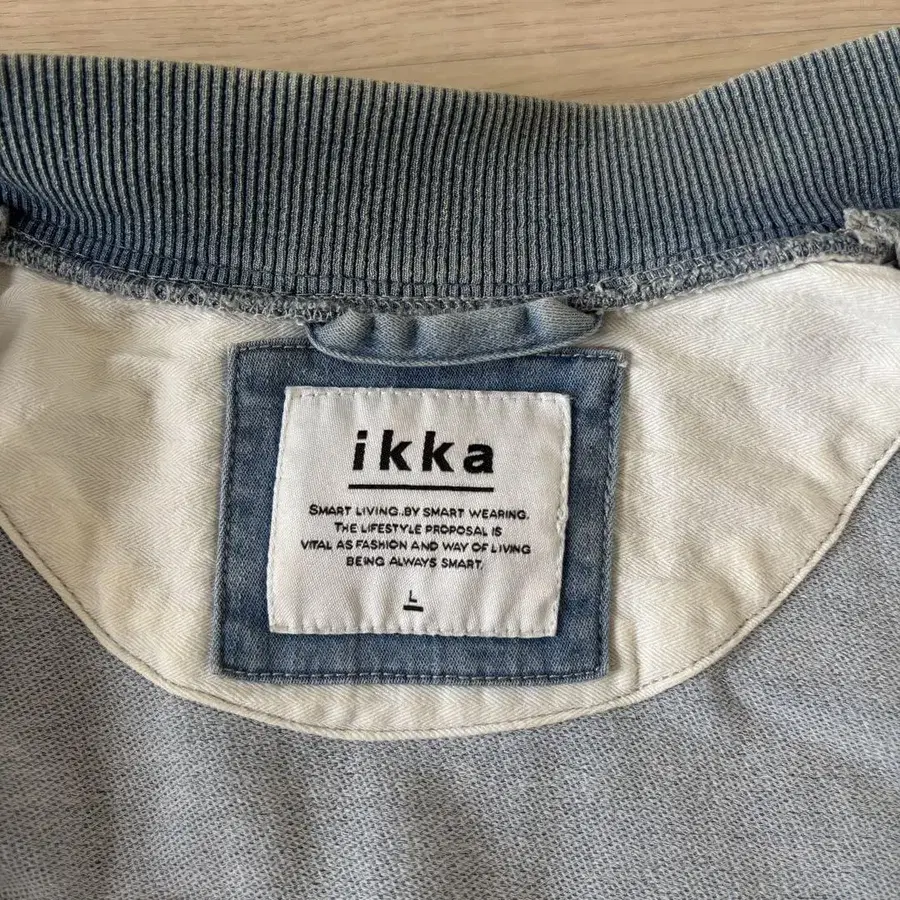 ikka
SMART LIVING..BY SMART WEARING.
THE LIFESTYLE PROPOSAL IS
VITAL AS FASHION AND WAY OF LIVING
BEING ALWAYS SMART.
L